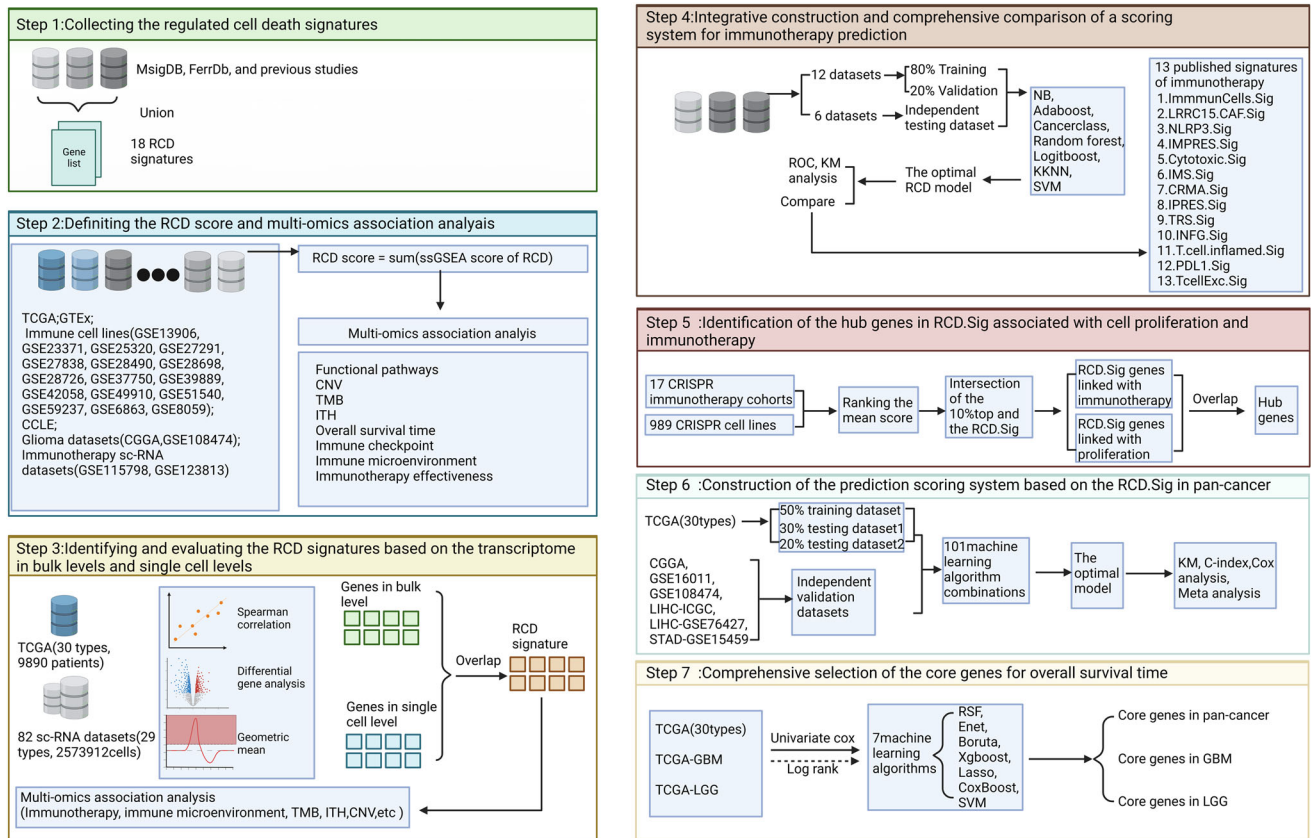 Step 1:Collecting the regulated cell death signatures
MsigDB, FerrDb, and previous studies
Union
Gene
list
18 RCD
signatures
Step 2:Definiting the RCD score and multi-omics association analyais
TCGA;GTEx;
Immune cell lines(GSE13906,
GSE23371, GSE25320, GSE27291,
GSE27838, GSE28490, GSE28698,
GSE28726, GSE37750, GSE39889,
GSE42058, GSE49910, GSE51540,
GSE59237, GSE6863, GSE8059);
CCLE;
Glioma datasets(CGGA,GSE108474);
Immunotherapy sc-RNA
datasets(GSE115798, GSE123813)
RCD score = sum(ssGSEA score of RCD)
Multi-omics association analyis
Functional pathways
CNV
TMB
ITH
Overall survival time
Immune checkpoint
Immune microenvironment
Immunotherapy effectiveness
Step 3:Identifying and evaluating the RCD signatures based on the transcriptome
in bulk levels and single cell levels
TCGA(30 types,
9890 patients)
82 sc-RNA datasets(29
types, 2573912cells)
Spearman
correlation
Differential
gene analysis
Geometric
mean
Genes in bulk
level
Genes in single
cell level
Overlap
RCD
signature
Multi-omics association analysis
(Immunotherapy, immune microenvironment, TMB, ITH,CNV,etc )
Step 4:Integrative construction and comprehensive comparison of a scoring
system for immunotherapy prediction
12 datasets
80% Training
20% Validation
6 datasets
Independent
testing dataset
NB,
Adaboost,
Cancerclass,
Random forest,
Logitboost,
KKNN,
SVM
The optimal
RCD model
ROC, KM
analysis
Compare
13 published signatures
of immunotherapy
1.ImmmunCells.Sig
2.LRRC15.CAF.Sig
3.NLRP3.Sig
4.IMPRES.Sig
5.Cytotoxic.Sig
6.IMS.Sig
7.CRMA.Sig
8.IPRES.Sig
9.TRS.Sig
10.INFG.Sig
11.T.cell.inflamed.Sig
12.PDL1.Sig
13.TcellExc.Sig
Step 5 :Identification of the hub genes in RCD.Sig associated with cell proliferation and
immunotherapy
17 CRISPR
immunotherapy cohorts
989 CRISPR cell lines
Ranking the
mean score
Intersection
of the
10%top and
the RCD.Sig
RCD.Sig genes
linked with
immunotherapy
RCD.Sig genes
linked with
proliferation
Overlap
Hub
genes
Step 6 :Construction of the prediction scoring system based on the RCD.Sig in pan-cancer
TCGA(30types)
50% training dataset
30% testing dataset1
20% testing dataset2
CGGA,
GSE16011,
GSE108474,
LIHC-ICGC,
LIHC-GSE76427,
STAD-GSE15459
Independent
validation
datasets
101machine
learning
algorithm
combinations
The
optimal
model
KM, C-index,Cox
analysis,
Meta analysis
Step 7 :Comprehensive selection of the core genes for overall survival time
TCGA(30types)
TCGA-GBM
TCGA-LGG
Univariate cox
Log rank
7machine
learning
algorithms
RSF,
Enet,
Boruta,
Xgboost,
Lasso,
CoxBoost,
SVM
Core genes in pan-cancer
Core genes in GBM
Core genes in LGG